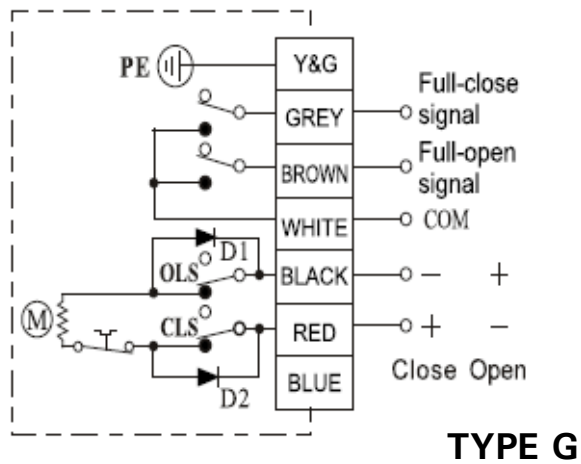 PE Y&G
Full-close
GREY signal
Full-open
BROWN signal
WHITE COM
D1
OLS BLACK − +
M CLS RED + −
Close Open
D2 BLUE
TYPE G